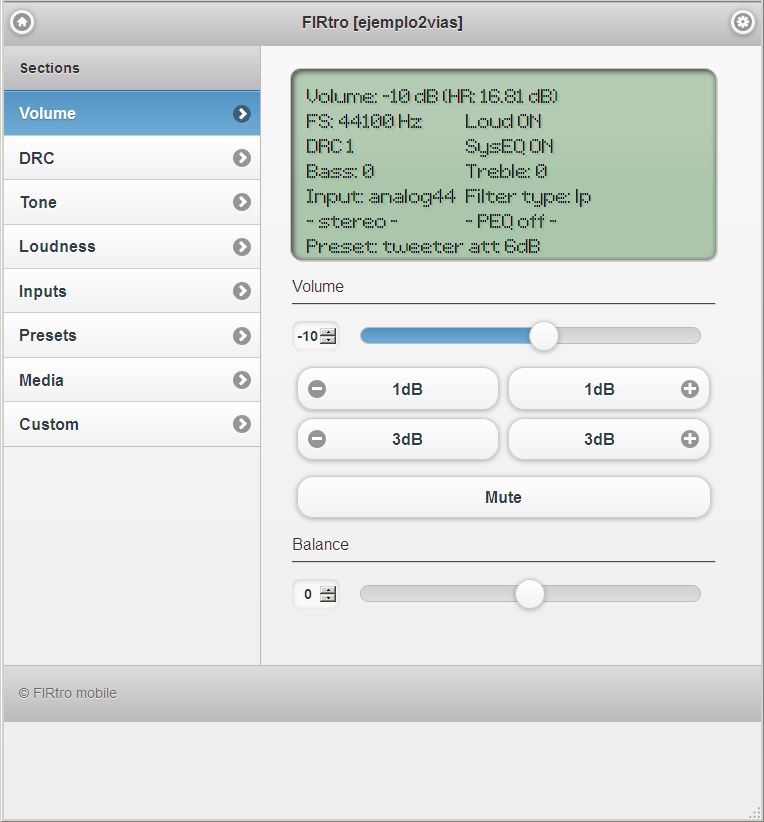 FIRtro [ejemplo2vias]
Sections
Volume
DRC
Tone
Loudness
Inputs
Presets
Media
Custom
Volume: -10 dB (HR: 16.81 dB)
FS: 44100 Hz Loud ON
DRC 1 SysEQ ON
Bass: 0 Treble: 0
Input: analog44 Filter type: lp
- stereo - - PEQ off -
Preset: tweeter att 6dB
Volume
-10
1dB 1dB
3dB 3dB
Mute
Balance
0
© FIRtro mobile